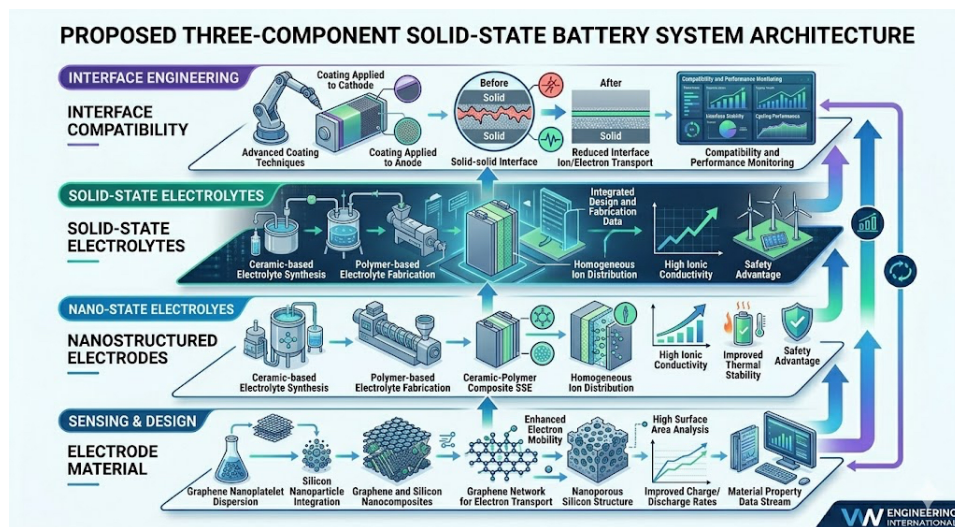 PROPOSED THREE-COMPONENT SOLID-STATE BATTERY SYSTEM ARCHITECTURE
INTERFACE ENGINEERING
INTERFACE
COMPATIBILITY
Coating Applied
to Cathode
Advanced Coating
Techniques
Coating Applied
to Anode
Before
Solid
Solid
Solid-solid Interface
After
Solid
Reduced Interface
Ion/Electron Transport
Compatibility and Performance Monitoring
Interface Stability
Cycling Performance
Compatibility and
Performance Monitoring
SOLID-STATE ELECTROLYTES
SOLID-STATE
ELECTROLYTES
Ceramic-based
Electrolyte Synthesis
Polymer-based
Electrolyte Fabrication
Integrated
Design and
Fabrication
Data
Homogeneous
Ion Distribution
High Ionic
Conductivity
Safety
Advantage
NANO-STATE ELECTROLYES
NANOSTRUCTURED
ELECTRODES
Ceramic-based
Electrolyte Synthesis
Polymer-based
Electrolyte Fabrication
Ceramic-Polymer
Composite SSE
Homogeneous
Ion Distribution
High Ionic
Conductivity
Improved
Thermal
Stability
Safety
Advantage
SENSING & DESIGN
ELECTRODE
MATERIAL
Graphene Nanoplatelet
Dispersion
Silicon
Nanoparticle
Integration
Graphene and Silicon
Nanocomposites
Enhanced
Electron
Mobility
Graphene Network
for Electron Transport
Nanoporous
Silicon Structure
High Surface
Area Analysis
Improved Charge/
Discharge Rates
Material Property
Data Stream
ENGINEERING
INTERNATIONAL